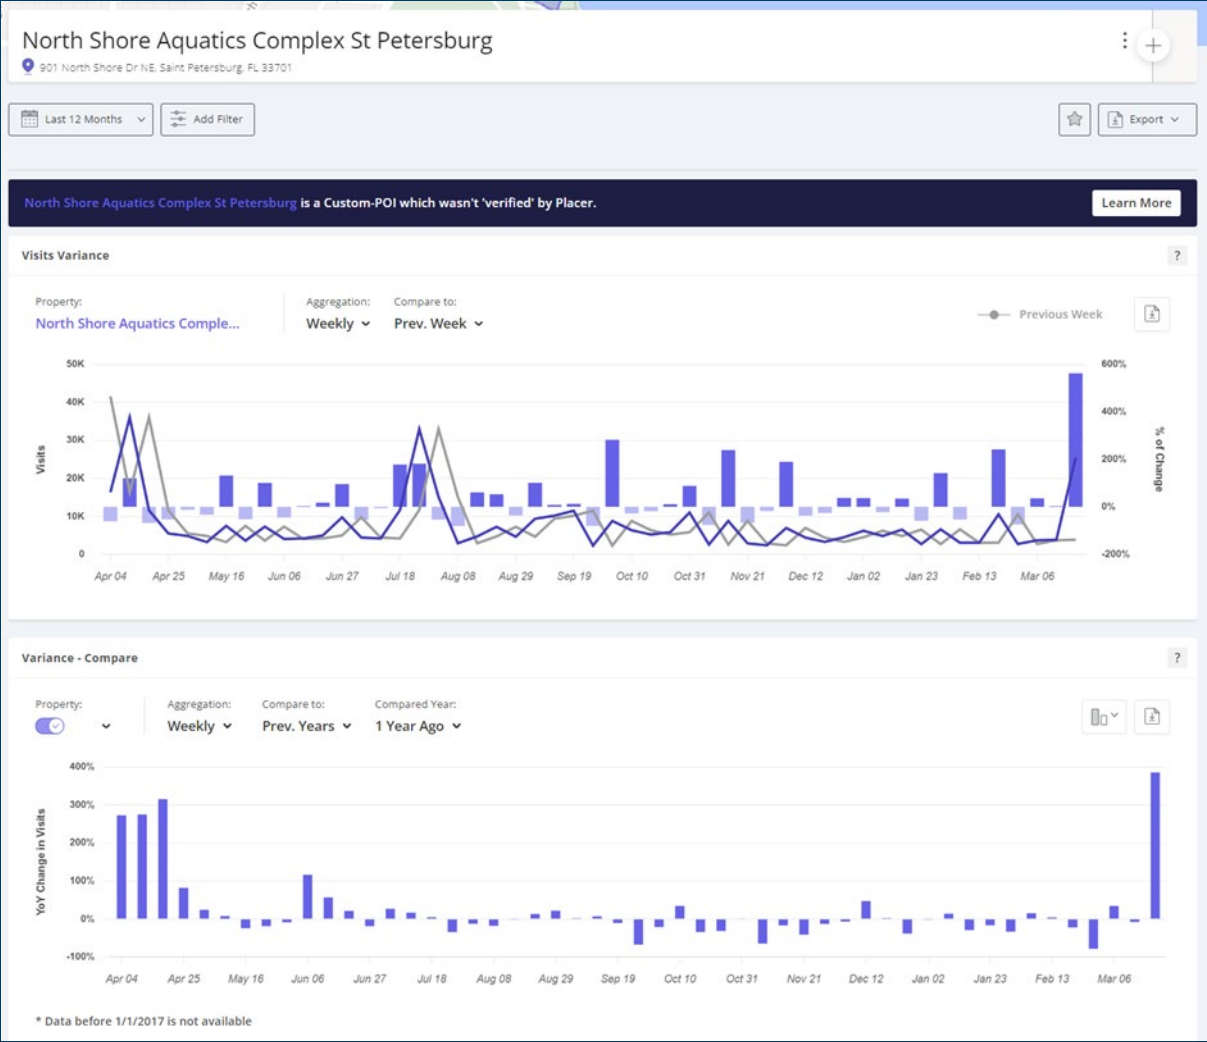 North Shore Aquatics Complex St Petersburg
901 North Shore Dr NE, Saint Petersburg, FL 33701
Last 12 Months
Add Filter
Export
North Shore Aquatics Complex St Petersburg is a Custom-POI which wasn't 'verified' by Placer.
Learn More
Visits Variance
?
Property:
Aggregation:
Compare to:
North Shore Aquatics Comple...
Weekly
Prev. Week
Previous Week
50K
40K
30K
20K
10K
0
Visits
600%
400%
200%
0%
-200%
% of Change
Apr 04 Apr 25 May 16 Jun 06 Jun 27 Jul 18 Aug 08 Aug 29 Sep 19 Oct 10 Oct 31 Nov 21 Dec 12 Jan 02 Jan 23 Feb 13 Mar 06
Variance - Compare
?
Property:
Aggregation:
Compare to:
Compared Year:
Weekly
Prev. Years
1 Year Ago
400%
300%
200%
100%
0%
-100%
YoY Change in Visits
Apr 04 Apr 25 May 16 Jun 06 Jun 27 Jul 18 Aug 08 Aug 29 Sep 19 Oct 10 Oct 31 Nov 21 Dec 12 Jan 02 Jan 23 Feb 13 Mar 06
* Data before 1/1/2017 is not available